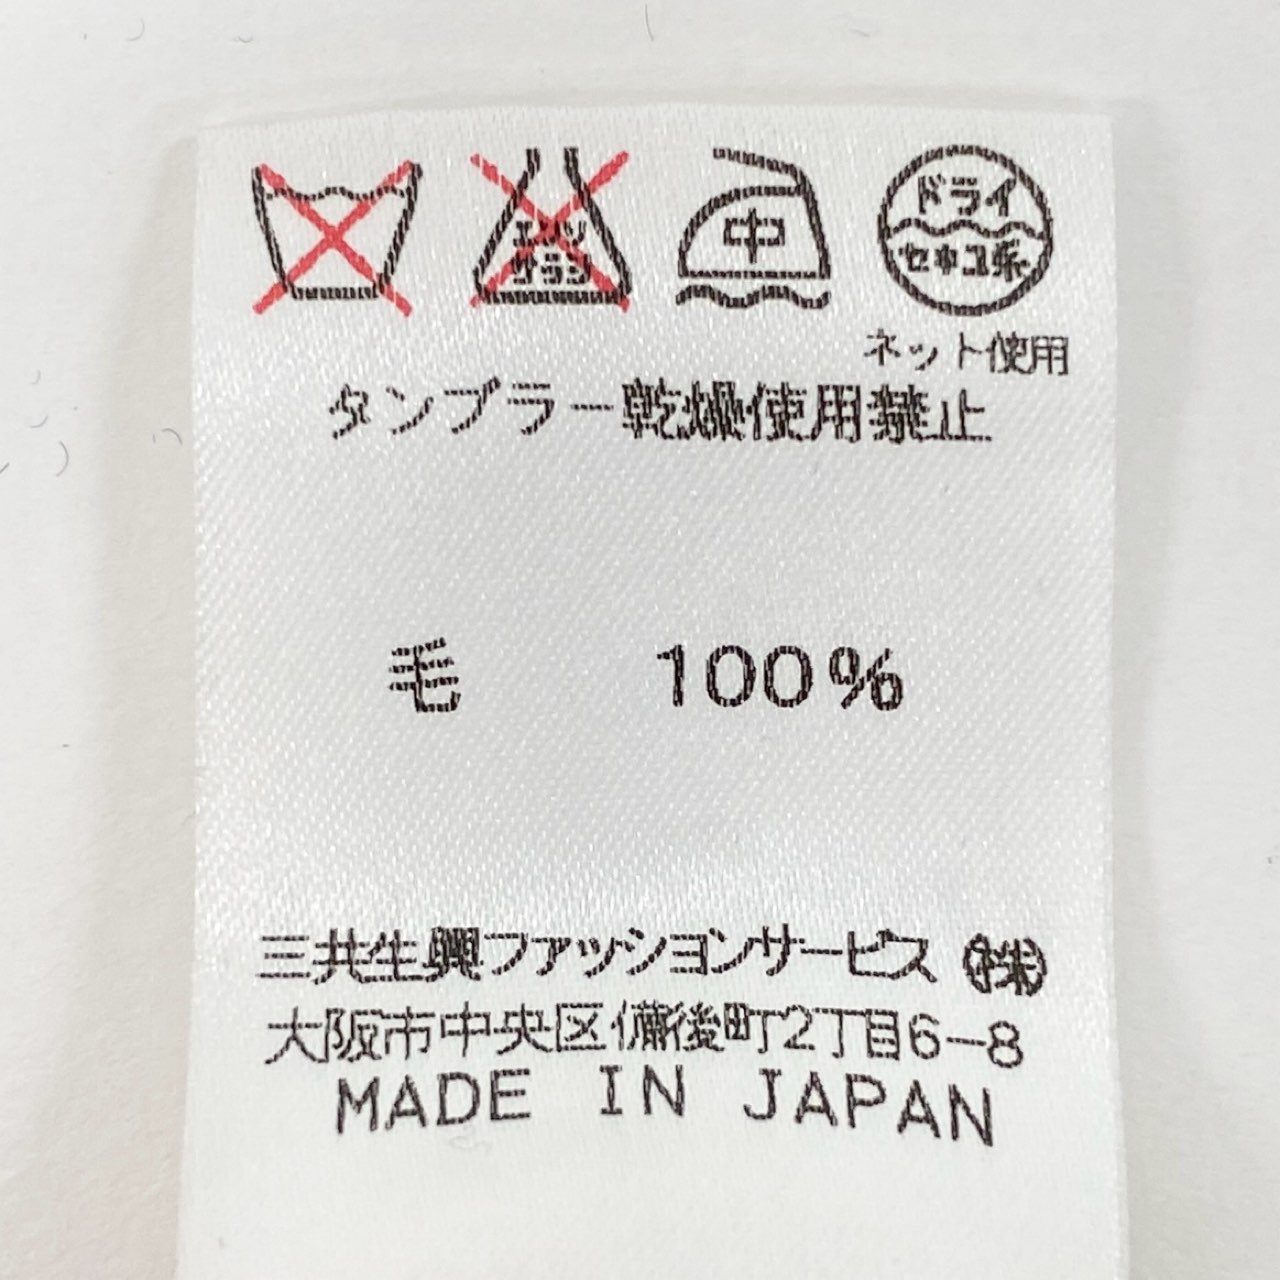 エンソ
サラシ
中
ドライ
セキユ系
ネット使用
タンブラー乾燥使用禁止
毛 100%
三共生興ファッションサービス ㈱
大阪市中央区備後町2丁目6-8
MADE IN JAPAN